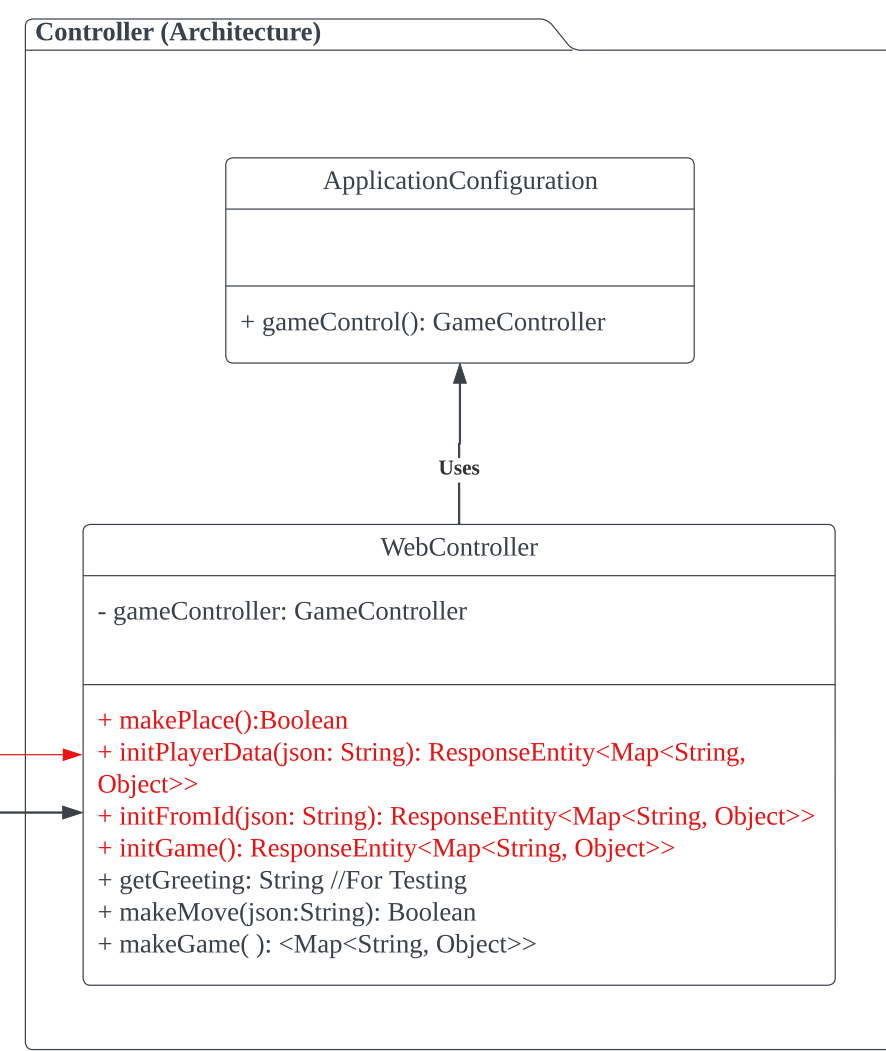 Controller (Architecture)
ApplicationConfiguration
+ gameControl(): GameController
Uses
WebController
- gameController: GameController
+ makePlace():Boolean
+ initPlayerData(json: String): ResponseEntity<Map<String,
Object>>
+ initFromId(json: String): ResponseEntity<Map<String, Object>>
+ initGame(): ResponseEntity<Map<String, Object>>
+ getGreeting: String //For Testing
+ makeMove(json:String): Boolean
+ makeGame( ): <Map<String, Object>>